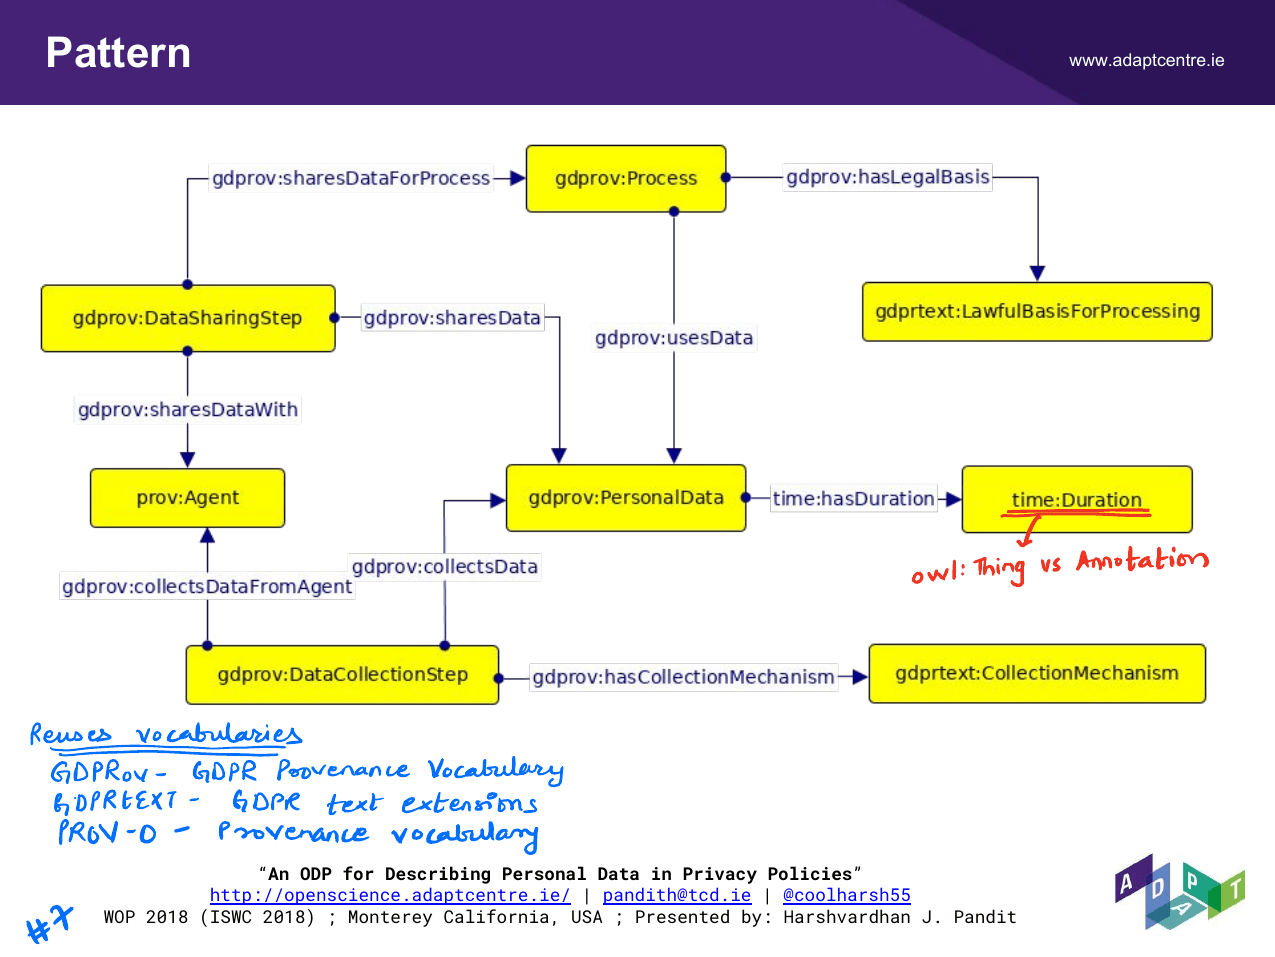 Pattern
www.adaptcentre.ie
gdprov:sharesDataForProcess
gdprov:Process
gdprov:hasLegalBasis
gdprov:DataSharingStep
gdprov:sharesData
gdprov:usesData
gdprtext:LawfulBasisForProcessing
gdprov:sharesDataWith
prov:Agent
gdprov:PersonalData
time:hasDuration
time:Duration
owl:Thing vs Annotation
gdprov:collectsDataFromAgent
gdprov:collectsData
gdprov:DataCollectionStep
gdprov:hasCollectionMechanism
gdprtext:CollectionMechanism
Reuses vocabularies
GDPRov - GDPR Provenance Vocabulary
GDPRtEXT - GDPR text extensions
PROV-O - Provenance vocabulary
“An ODP for Describing Personal Data in Privacy Policies”
http://openscience.adaptcentre.ie/ | pandith@tcd.ie | @coolharsh55
WOP 2018 (ISWC 2018) ; Monterey California, USA ; Presented by: Harshvardhan J. Pandit
#7
ADAPT